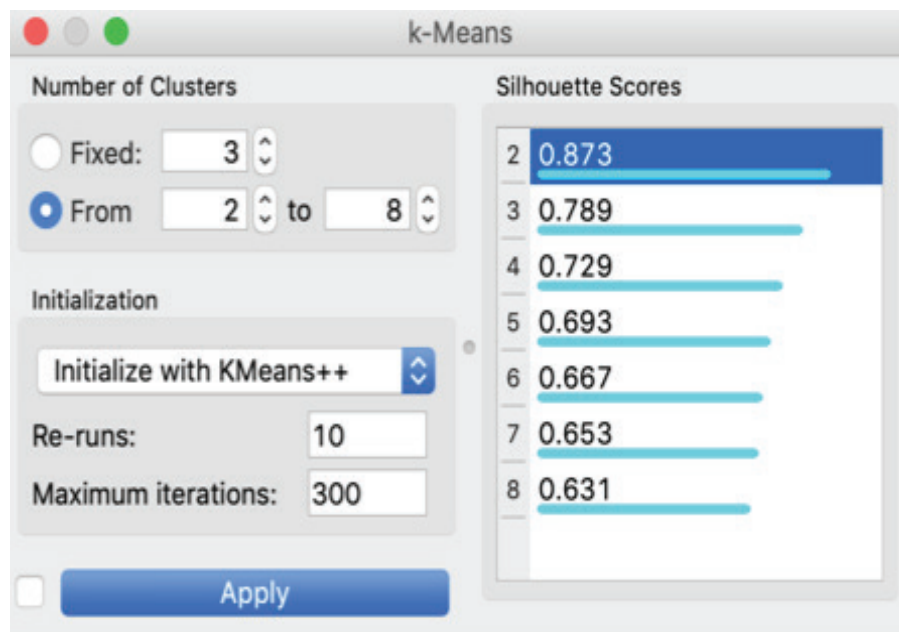 k-Means
Number of Clusters
Fixed: 3
From 2 to 8
Initialization
Initialize with KMeans++
Re-runs: 10
Maximum iterations: 300
Apply
Silhouette Scores
2 0.873
3 0.789
4 0.729
5 0.693
6 0.667
7 0.653
8 0.631